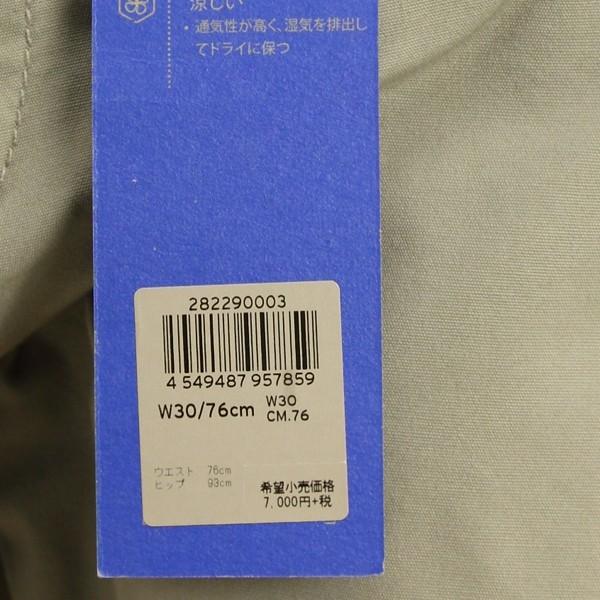 涼しい
・通気性が高く、湿気を排出し
てドライに保つ
282290003
4 549487 957859
W30/76cm W30
CM.76
ウエスト 76cm
ヒップ 93cm
希望小売価格
7,000円+税